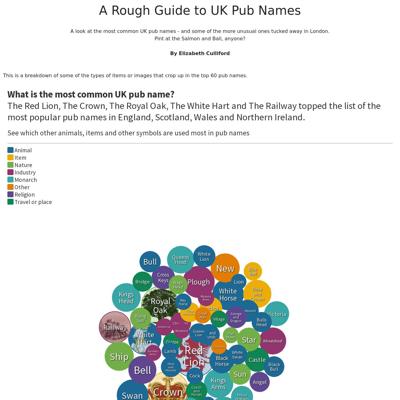 A Rough Guide to UK Pub Names
A look at the most common UK pub names - and some of the more unusual ones tucked away in London.
Pint at the Salmon and Ball, anyone?
By Elizabeth Culliford
This is a breakdown of some of the types of items or images that crop up in the top 60 pub names.
What is the most common UK pub name?
The Red Lion, The Crown, The Royal Oak, The White Hart and The Railway topped the list of the
most popular pub names in England, Scotland, Wales and Northern Ireland.
See which other animals, items and other symbols are used most in pub names
Animal
Item
Nature
Industry
Monarch
Other
Religion
Travel or place
White Lion
Queens Head
Bull
New
Cross Keys
Bridge
Plough
Lion
Kings Head
White Horse
Royal Oak
Victoria
Railway
White Hart
Bulls Head
Star
Wheatsheaf
Ship
Lamb
Red Lion
Black Horse
Castle
Bell
Sun
Black Bull
Cock
Kings Arms
Angel
Swan
Crown